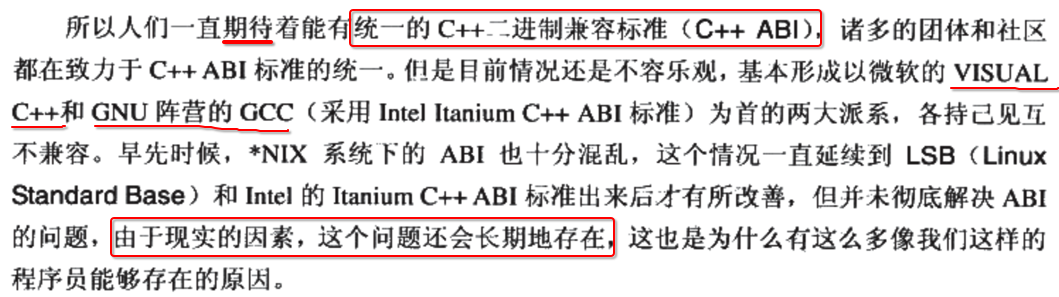 所以人们一直期待着能有统一的 C++二进制兼容标准（C++ ABI），诸多的团体和社区
都在致力于 C++ ABI 标准的统一。但是目前情况还是不容乐观，基本形成以微软的 VISUAL
C++和 GNU 阵营的 GCC（采用 Intel Itanium C++ ABI 标准）为首的两大派系，各持己见互
不兼容。早先时候，*NIX 系统下的 ABI 也十分混乱，这个情况一直延续到 LSB（Linux
Standard Base）和 Intel 的 Itanium C++ ABI 标准出来后才有所改善，但并未彻底解决 ABI
的问题，由于现实的因素，这个问题还会长期地存在，这也是为什么有这么多像我们这样的
程序员能够存在的原因。